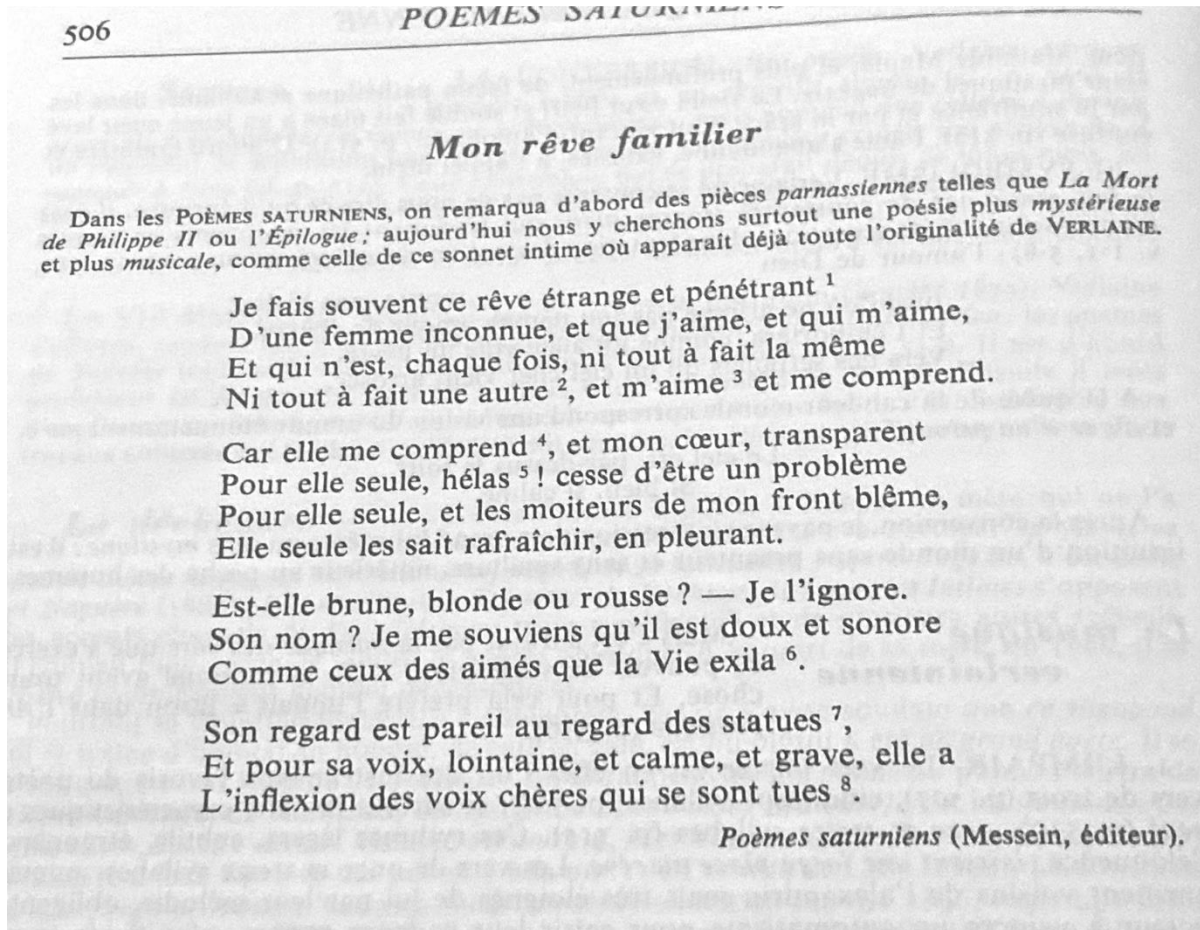 506
POÈMES SATURNIENS
Mon rêve familier
Dans les POÈMES SATURNIENS, on remarqua d'abord des pièces parnassiennes telles que La Mort
de Philippe II ou l'Épilogue ; aujourd'hui nous y cherchons surtout une poésie plus mystérieuse
et plus musicale, comme celle de ce sonnet intime où apparaît déjà toute l'originalité de VERLAINE.
Je fais souvent ce rêve étrange et pénétrant 1
D'une femme inconnue, et que j'aime, et qui m'aime,
Et qui n'est, chaque fois, ni tout à fait la même
Ni tout à fait une autre 2, et m'aime 3 et me comprend.
Car elle me comprend 4, et mon cœur, transparent
Pour elle seule, hélas 5 ! cesse d'être un problème
Pour elle seule, et les moiteurs de mon front blême,
Elle seule les sait rafraîchir, en pleurant.
Est-elle brune, blonde ou rousse ? — Je l'ignore.
Son nom ? Je me souviens qu'il est doux et sonore
Comme ceux des aimés que la Vie exila 6.
Son regard est pareil au regard des statues 7,
Et pour sa voix, lointaine, et calme, et grave, elle a
L'inflexion des voix chères qui se sont tues 8.
Poèmes saturniens (Messein, éditeur).